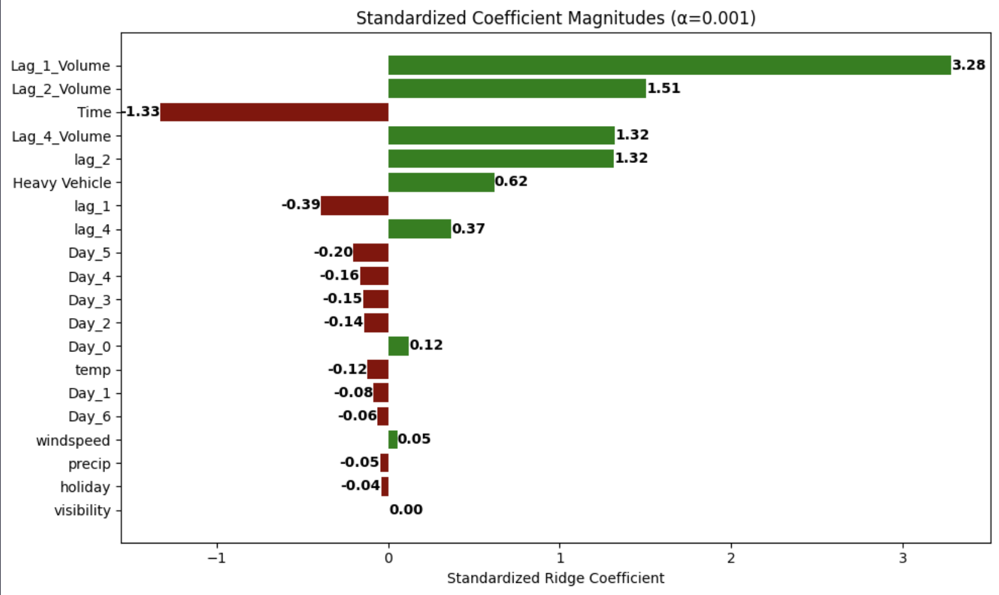 Standardized Coefficient Magnitudes (α=0.001)
Lag_1_Volume 3.28
Lag_2_Volume 1.51
Time -1.33
Lag_4_Volume 1.32
lag_2 1.32
Heavy Vehicle 0.62
lag_1 -0.39
lag_4 0.37
Day_5 -0.20
Day_4 -0.16
Day_3 -0.15
Day_2 -0.14
Day_0 0.12
temp -0.12
Day_1 -0.08
Day_6 -0.06
windspeed 0.05
precip -0.05
holiday -0.04
visibility 0.00
−1 0 1 2 3
Standardized Ridge Coefficient